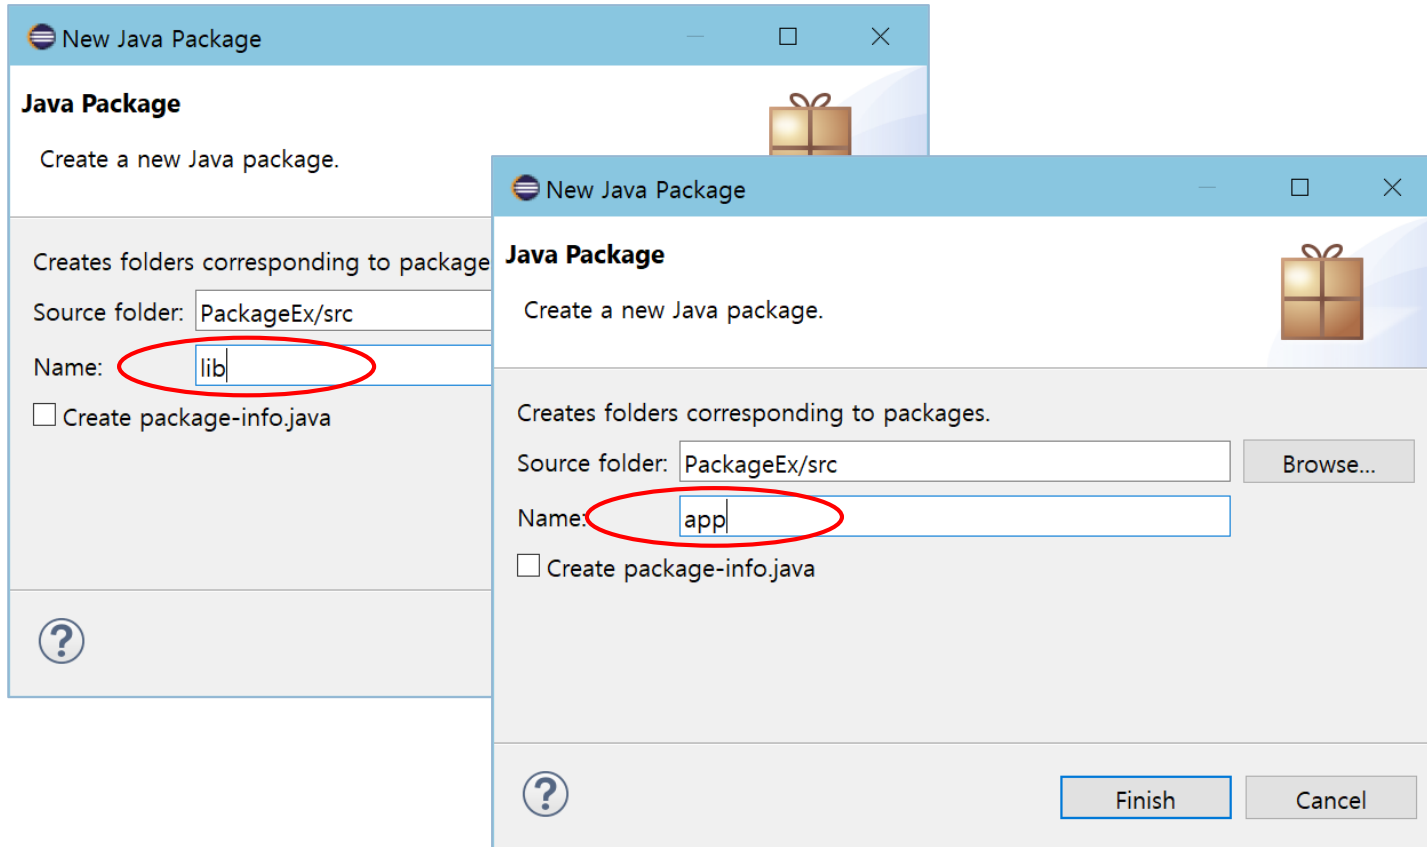 New Java Package
Java Package
Create a new Java package.
Creates folders corresponding to package
Source folder: PackageEx/src
Name: lib
Create package-info.java
?
New Java Package
Java Package
Create a new Java package.
Creates folders corresponding to packages.
Source folder: PackageEx/src Browse...
Name: app
Create package-info.java
? Finish Cancel